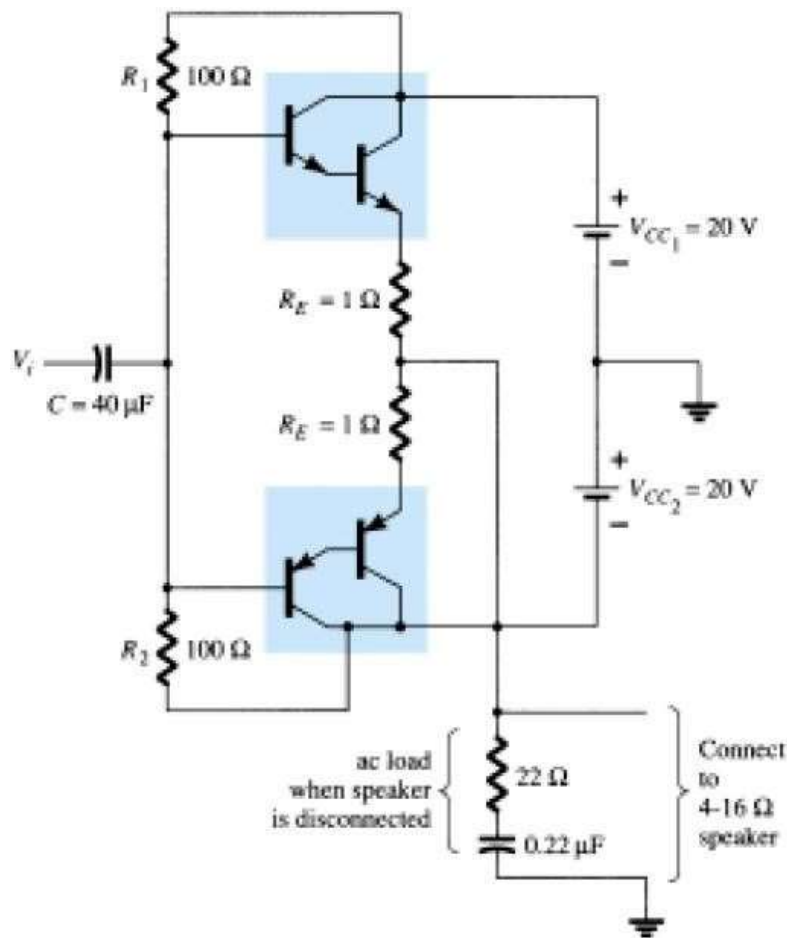 R1 100 Ω
+
VCC1 = 20 V
−
RE = 1 Ω
Vi
C = 40 µF
RE = 1 Ω
+
VCC2 = 20 V
−
R2 100 Ω
ac load
when speaker
is disconnected
22 Ω
0.22 µF
Connect
to
4-16 Ω
speaker